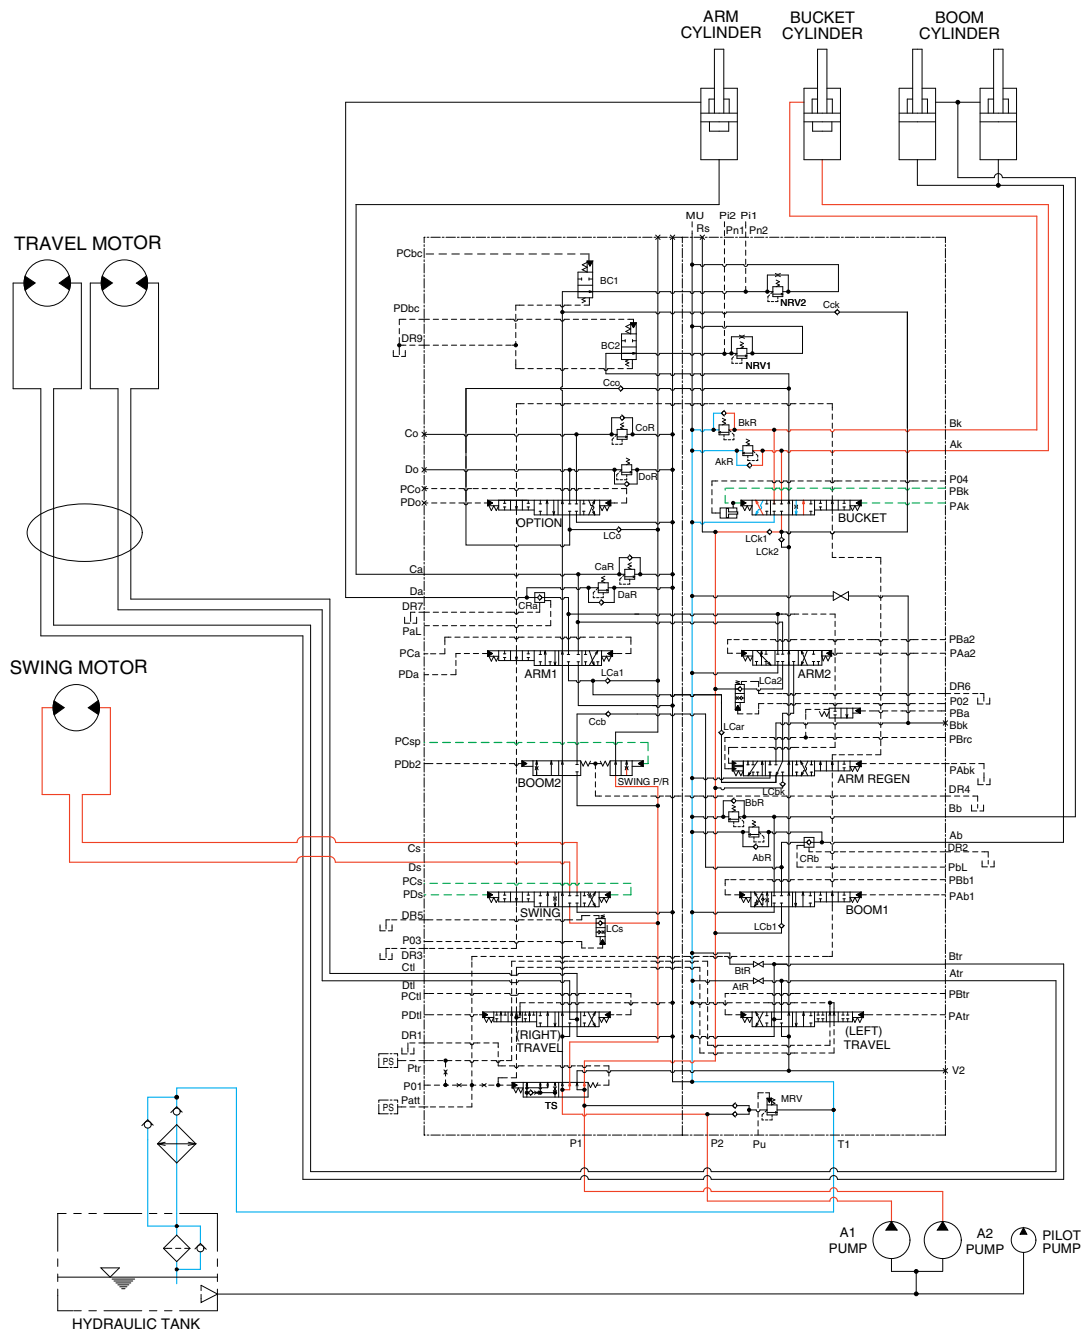 ARM
CYLINDER
BUCKET
CYLINDER
BOOM
CYLINDER
TRAVEL MOTOR
SWING MOTOR
MU
Rs
Pi2
Pn1
Pi1
Pn2
PCbc
BC1
NRV2
Cck
PDbc
DR9
BC2
NRV1
Cco
Co
CoR
BkR
Bk
Ak
Do
DoR
AkR
PCo
PDo
OPTION
P04
PBk
PAk
BUCKET
LCo
LCk1
LCk2
Ca
CaR
Da
DaR
DR7
CRa
PaL
PCa
PDa
ARM1
LCa1
PBa2
PAa2
ARM2
LCa2
DR6
P02
PBa
Bbk
PBrc
Ccb
LCar
PCsp
PDb2
BOOM2
SWING P/R
ARM REGEN
PAbk
LCbk
DR4
Bb
BbR
AbR
Ab
DR2
CRb
PbL
Cs
Ds
PCs
PDs
SWING
PBb1
PAb1
BOOM1
DR5
LCs
LCb1
P03
DR3
Ctl
Btr
BtR
Atr
AtR
Dtl
PCtl
PDtl
PBtr
PAtr
(RIGHT)
TRAVEL
(LEFT)
TRAVEL
DR1
PS
Ptr
P01
V2
PS
Patt
TS
MRV
P1
P2
Pu
T1
A1
PUMP
A2
PUMP
PILOT
PUMP
HYDRAULIC TANK